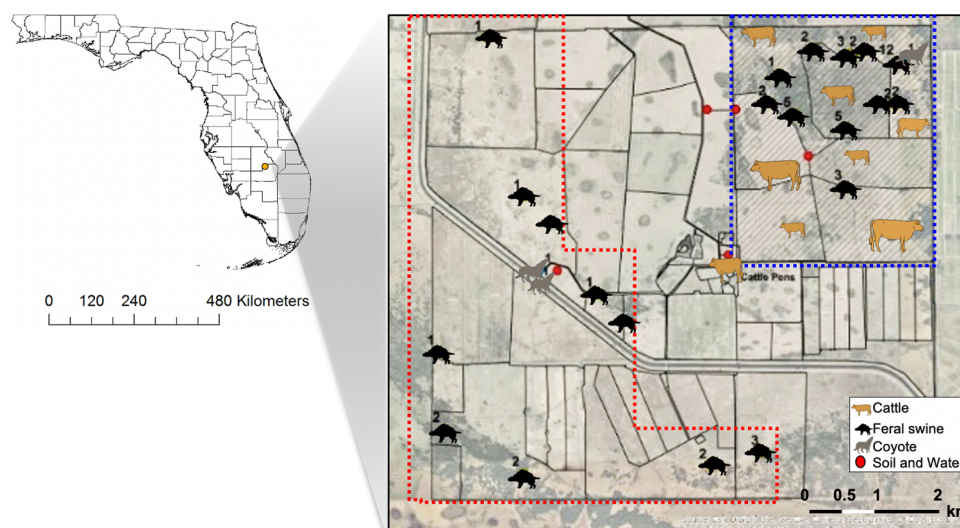 0 120 240 480 Kilometers
1
2 3 2
12
1
2 5 2 2
5
1
3
1
1
Cattle Pens
1
2
2 2 3
Cattle
Feral swine
Coyote
Soil and Water
0 0.5 1 2
km